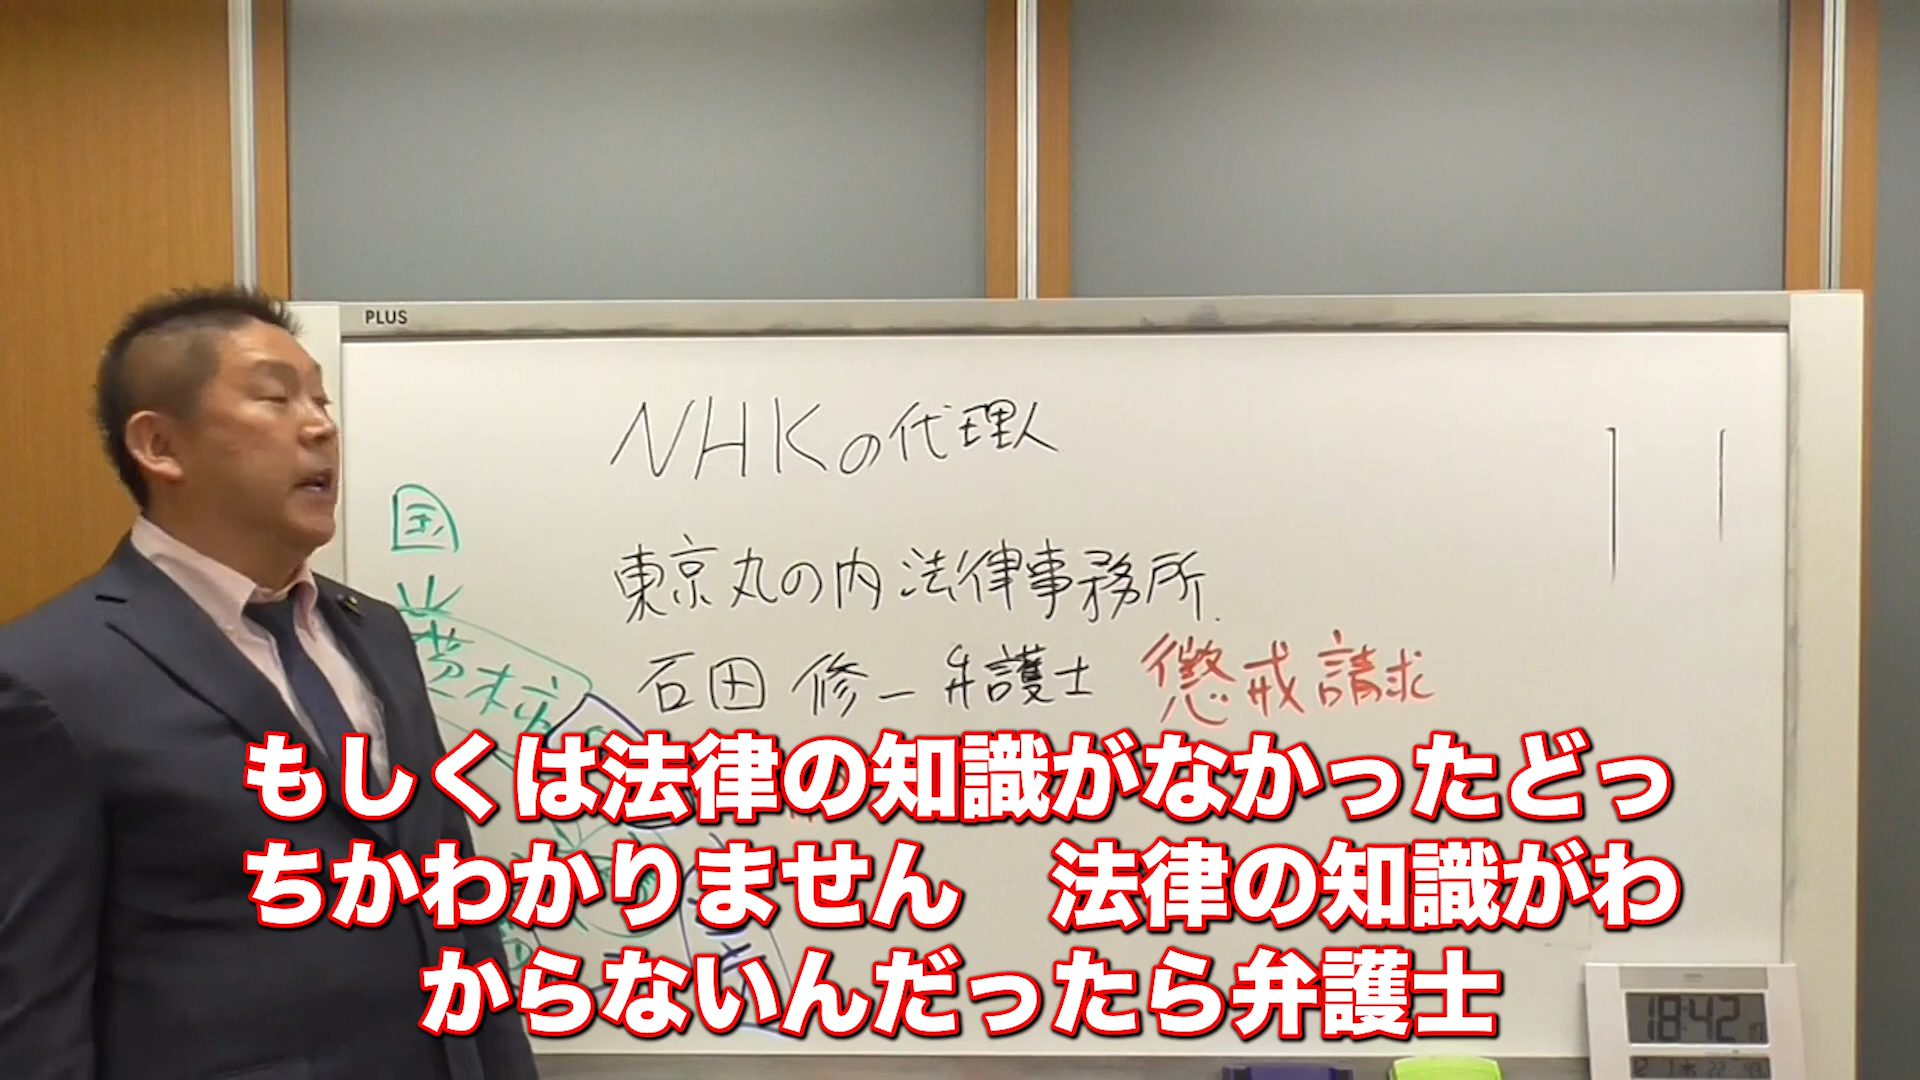 PLUS
NHKの代理人
国
東京丸の内法律事務所.
石田修一弁護士 懲戒請求
もしくは法律の知識がなかったどっ
ちかわかりません　法律の知識がわ
からないんだったら弁護士
18:42